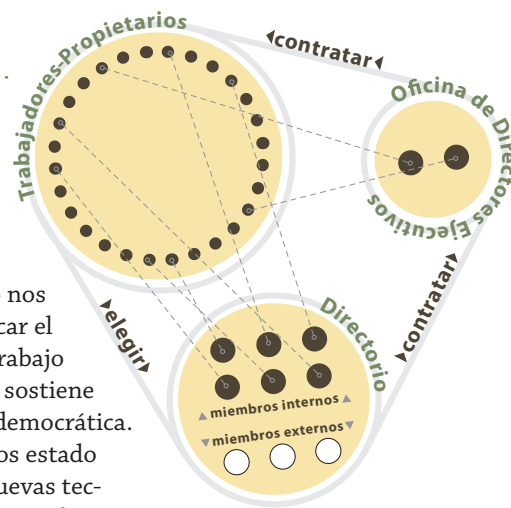 Trabajadores-Propietarios
contratar
Oficina de Directores Ejecutivos
contratar
elegir
Directorio
miembros internos
miembros externos
nos
car el
rabajo
sostiene
democrática.
os estado
uevas tec-